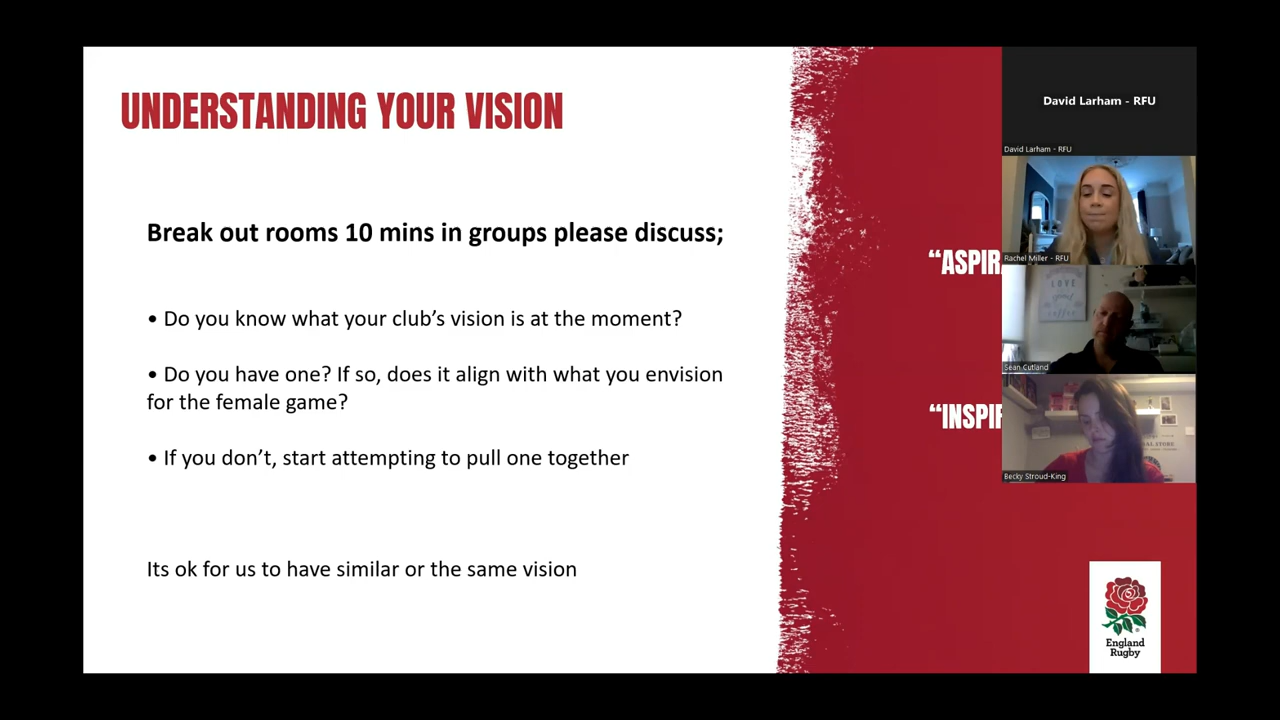 UNDERSTANDING YOUR VISION
Break out rooms 10 mins in groups please discuss;
• Do you know what your club’s vision is at the moment?
• Do you have one? If so, does it align with what you envision
for the female game?
• If you don’t, start attempting to pull one together
Its ok for us to have similar or the same vision
“ASPIR
“INSPI
David Larham - RFU
David Larham - RFU
Rachel Miller - RFU
LOVE
good
coffee
Sean Cutland
Becky Stroud-King
England
Rugby